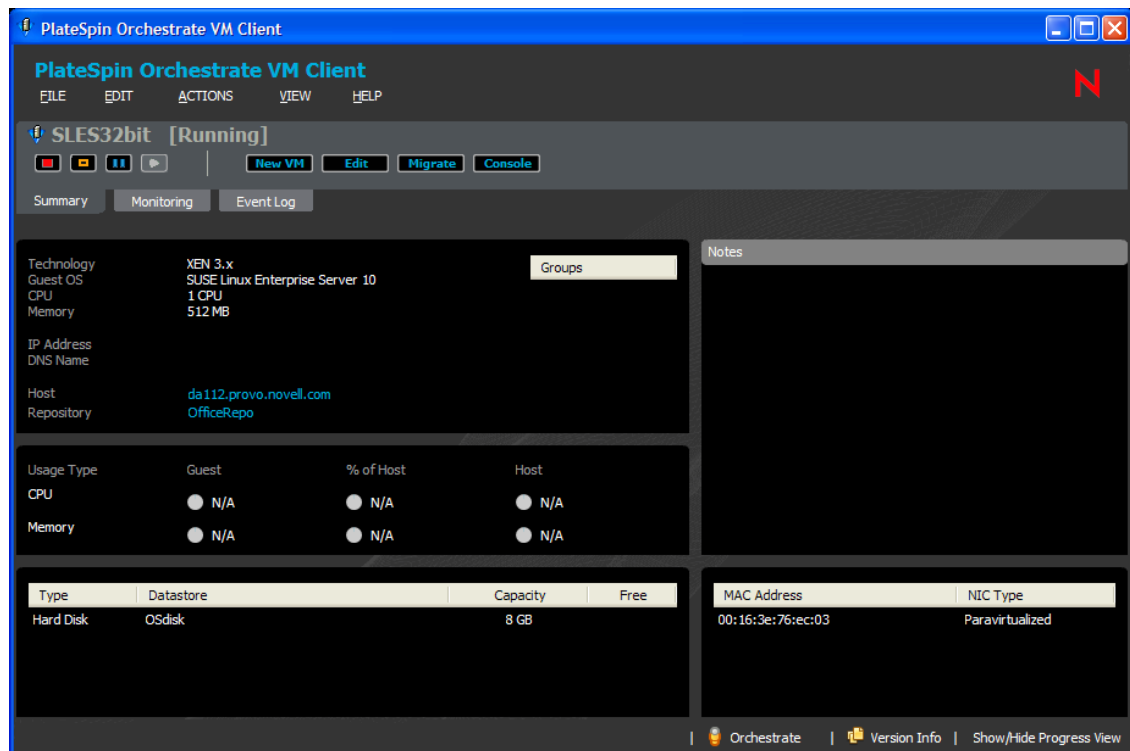 PlateSpin Orchestrate VM Client
PlateSpin Orchestrate VM Client
FILE EDIT ACTIONS VIEW HELP
N
SLES32bit [Running]
New VM Edit Migrate Console
Summary Monitoring Event Log
Technology XEN 3.x
Guest OS SUSE Linux Enterprise Server 10
CPU 1 CPU
Memory 512 MB
IP Address
DNS Name
Host da112.provo.novell.com
Repository OfficeRepo
Groups
Notes
Usage Type Guest % of Host Host
CPU N/A N/A N/A
Memory N/A N/A N/A
Type Datastore Capacity Free
Hard Disk OSdisk 8 GB
MAC Address NIC Type
00:16:3e:76:ec:03 Paravirtualized
| Orchestrate | Version Info | Show/Hide Progress View